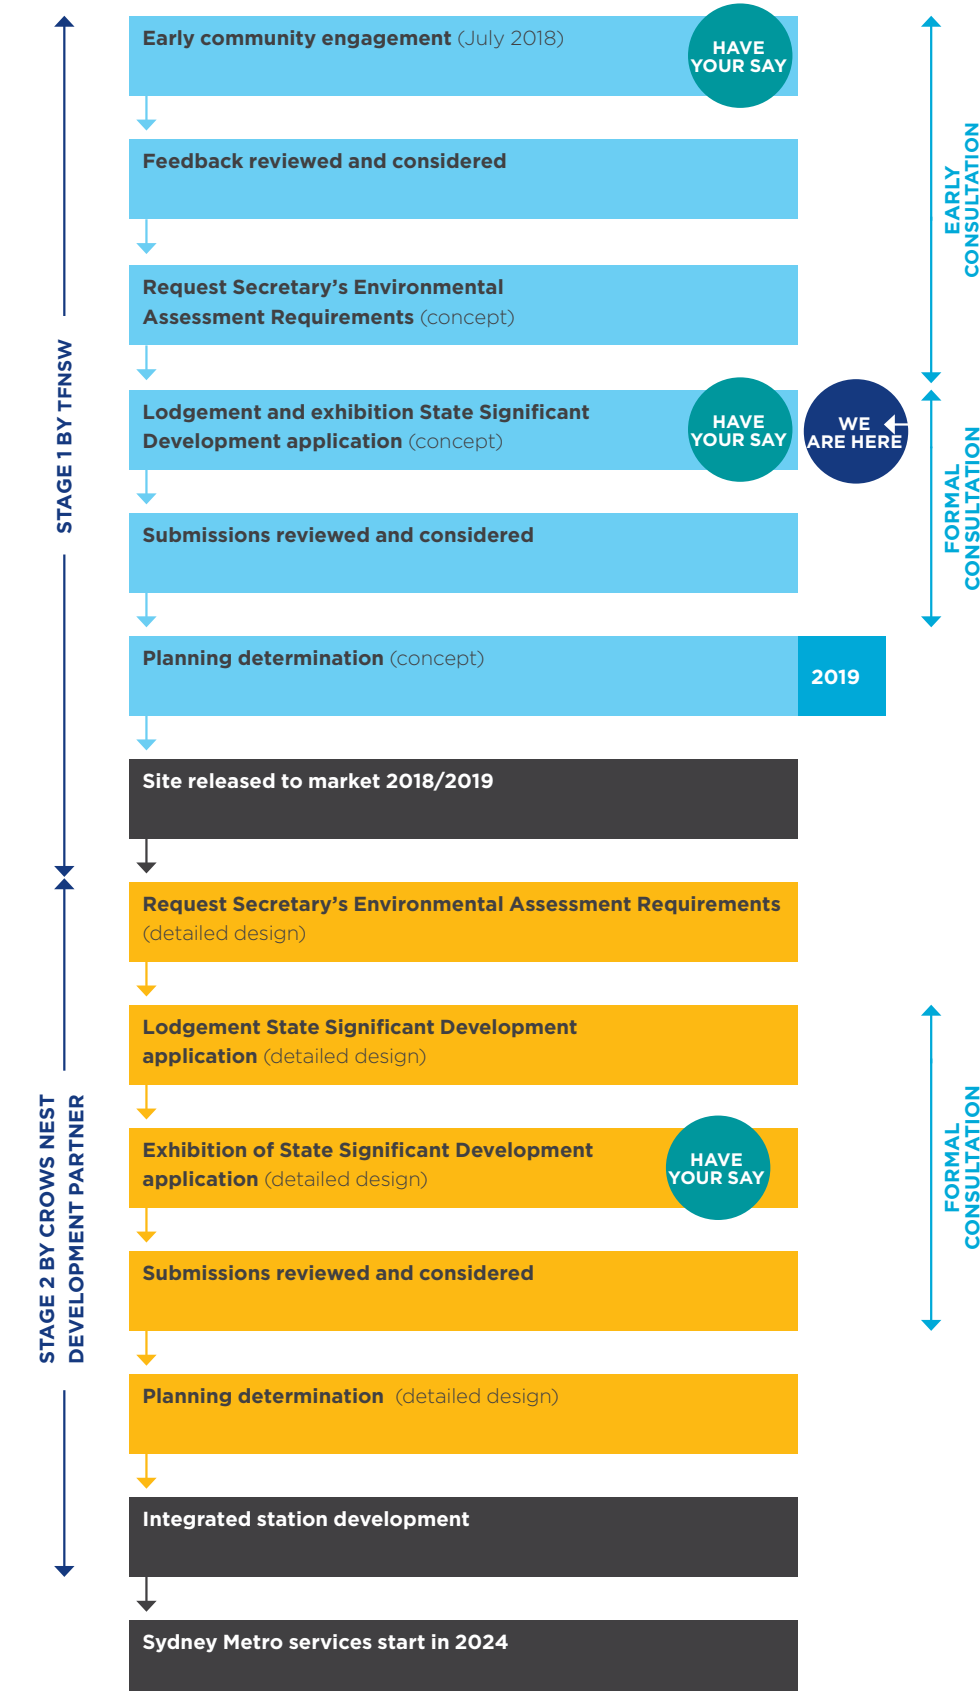 Early community engagement (July 2018)
HAVE
YOUR SAY
Feedback reviewed and considered
Request Secretary’s Environmental
Assessment Requirements (concept)
EARLY
CONSULTATION
STAGE 1 BY TFNSW
Lodgement and exhibition State Significant
Development application (concept)
HAVE
YOUR SAY
WE
ARE HERE
FORMAL
CONSULTATION
Submissions reviewed and considered
Planning determination (concept)
2019
Site released to market 2018/2019
Request Secretary’s Environmental Assessment Requirements
(detailed design)
Lodgement State Significant Development
application (detailed design)
STAGE 2 BY CROWS NEST
DEVELOPMENT PARTNER
Exhibition of State Significant Development
application (detailed design)
HAVE
YOUR SAY
FORMAL
CONSULTATION
Submissions reviewed and considered
Planning determination (detailed design)
Integrated station development
Sydney Metro services start in 2024